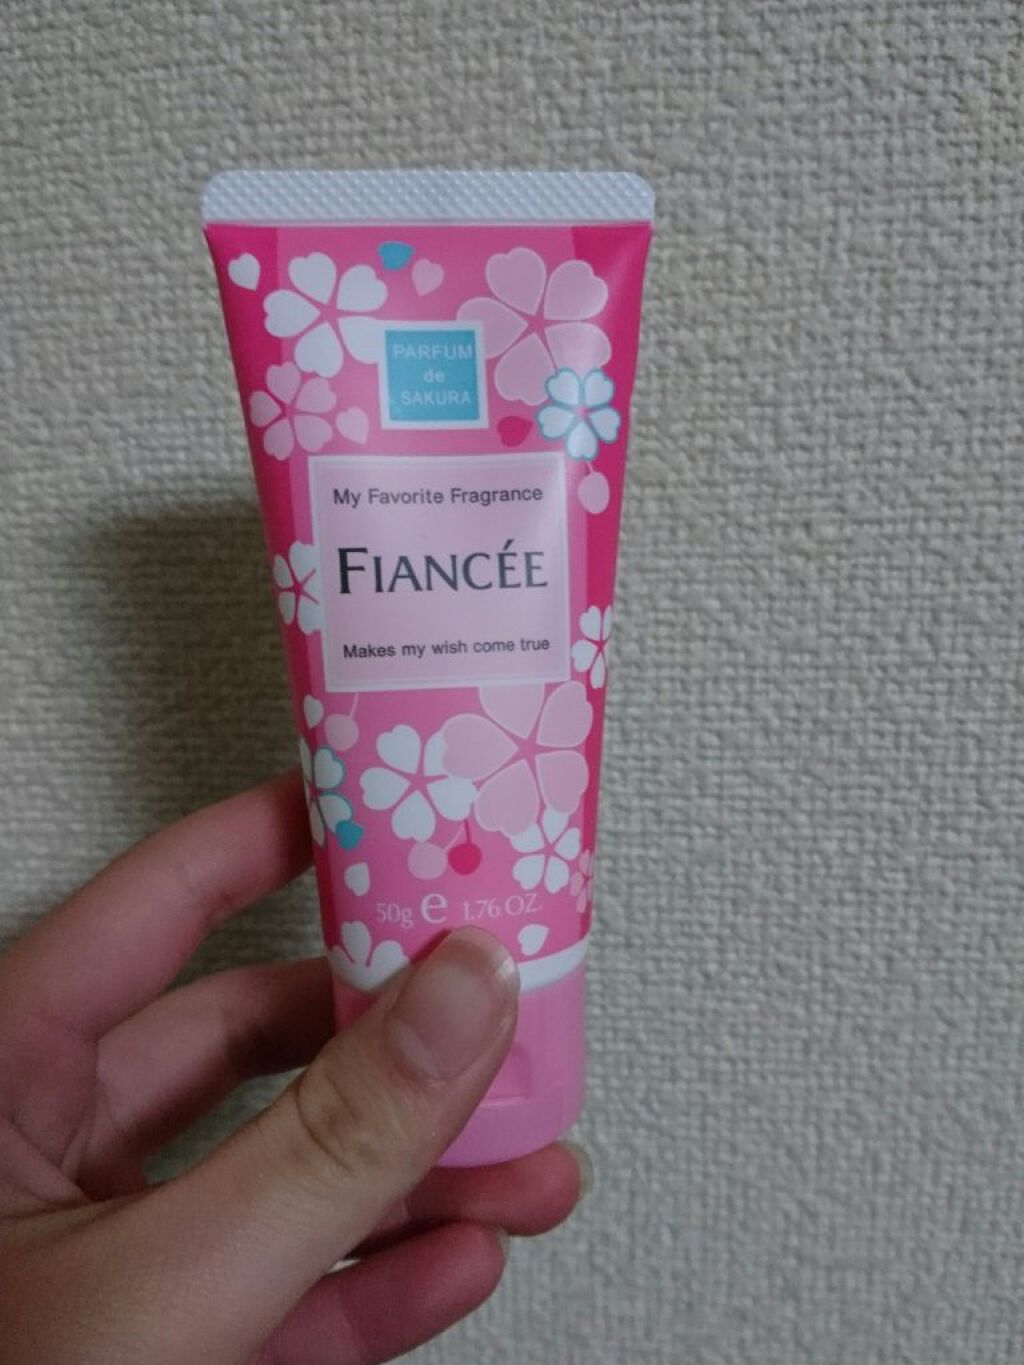 PARFUM
de
SAKURA
My Favorite Fragrance
FIANCÉE
Makes my wish come true
50g e 1.76 OZ.